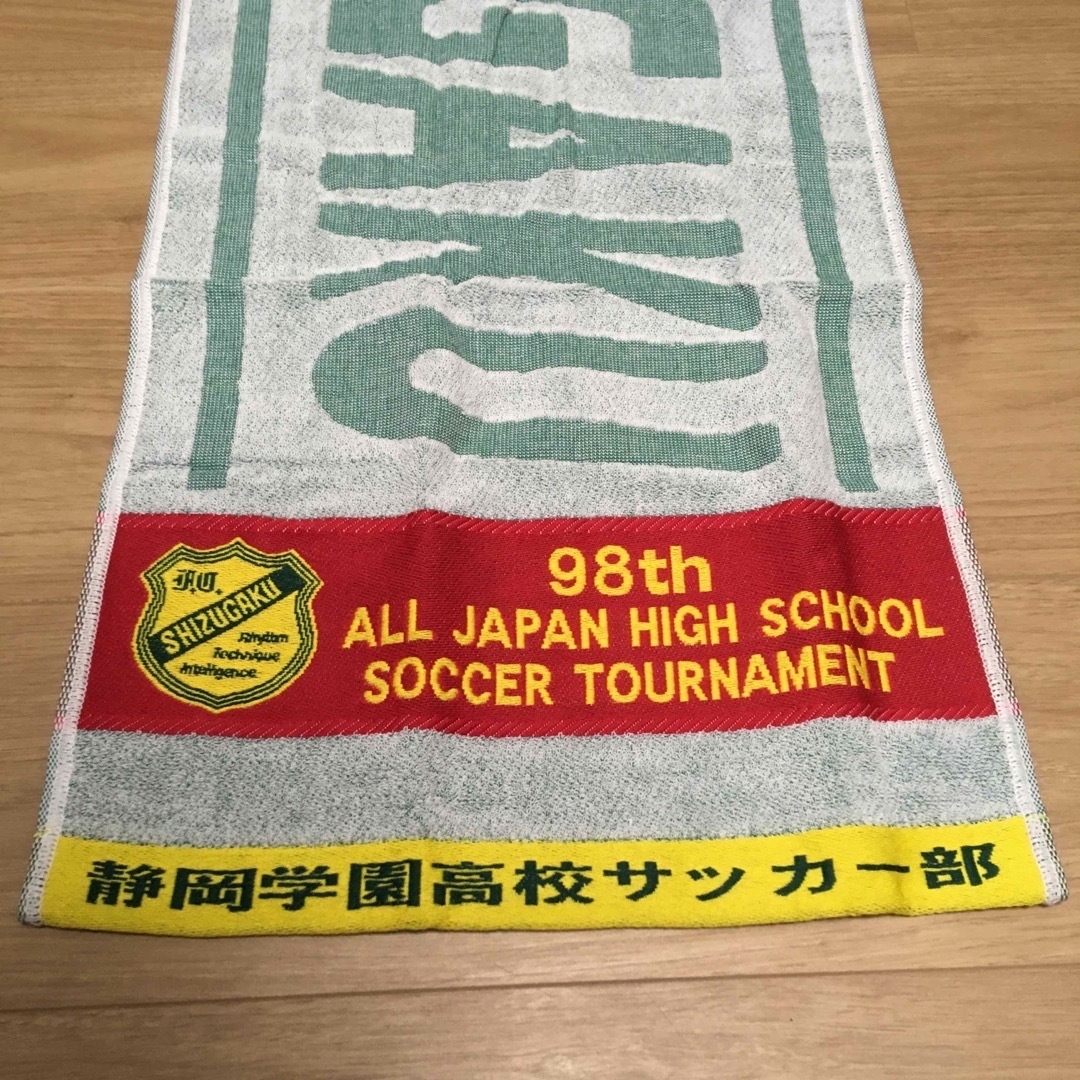 GAKU
F.C.
SHIZUGAKU
Rhythm
Technique
Intelligence
98th
ALL JAPAN HIGH SCHOOL
SOCCER TOURNAMENT
静岡学園高校サッカー部